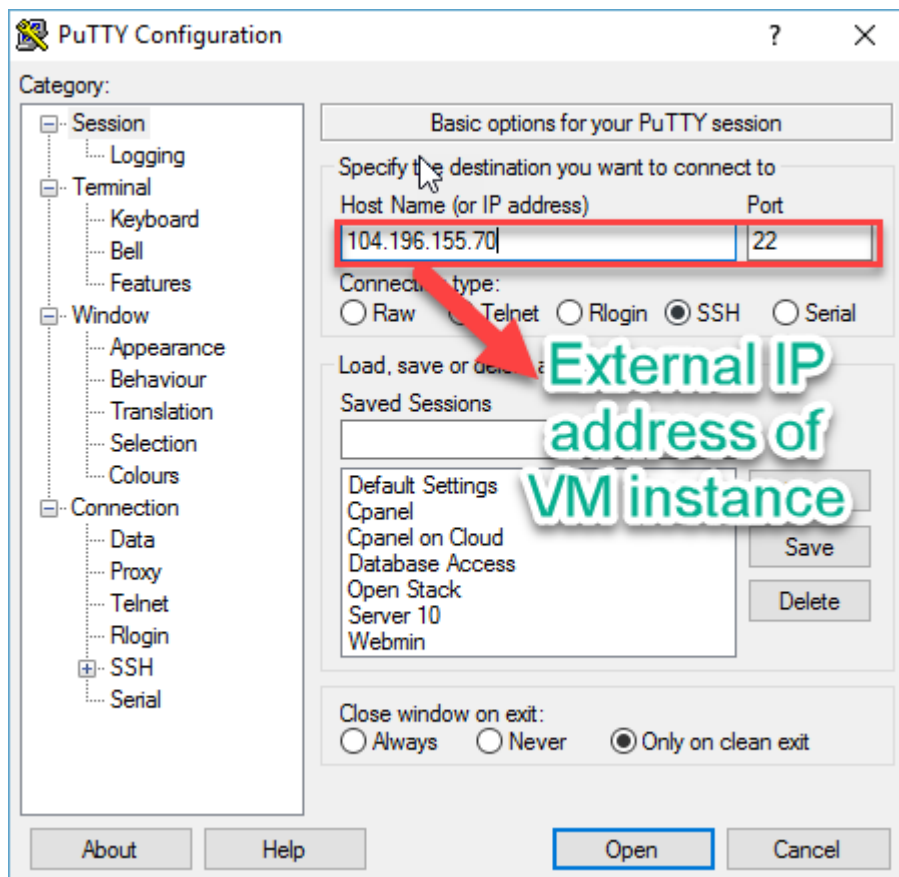 PuTTY Configuration
?
Category:
Session
Logging
Terminal
Keyboard
Bell
Features
Window
Appearance
Behaviour
Translation
Selection
Colours
Connection
Data
Proxy
Telnet
Rlogin
SSH
Serial
Basic options for your PuTTY session
Specify the destination you want to connect to
Host Name (or IP address) Port
104.196.155.70 22
Connection type:
Raw Telnet Rlogin SSH Serial
Load, save or delete a
Saved Sessions
Default Settings
Cpanel
Cpanel on Cloud
Database Access
Open Stack
Server 10
Webmin
External IP
address of
VM instance
Save
Delete
Close window on exit:
Always Never Only on clean exit
About Help Open Cancel